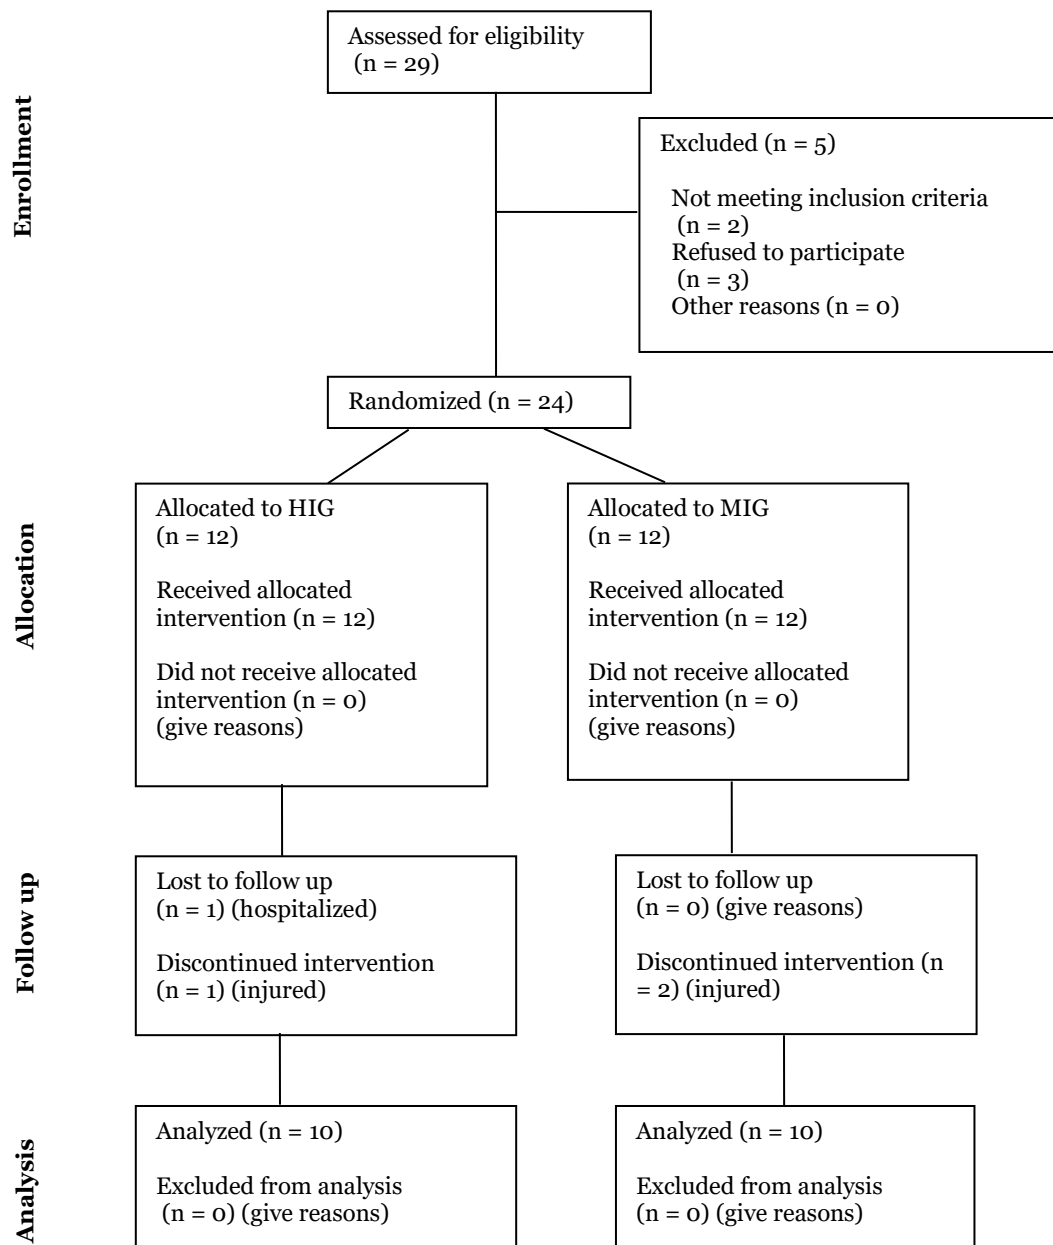 Enrollment
Assessed for eligibility
(n = 29)
Excluded (n = 5)
Not meeting inclusion criteria
(n = 2)
Refused to participate
(n = 3)
Other reasons (n = 0)
Randomized (n = 24)
Allocation
Allocated to HIG
(n = 12)
Received allocated
intervention (n = 12)
Did not receive allocated
intervention (n = 0)
(give reasons)
Allocated to MIG
(n = 12)
Received allocated
intervention (n = 12)
Did not receive allocated
intervention (n = 0)
(give reasons)
Follow up
Lost to follow up
(n = 1) (hospitalized)
Discontinued intervention
(n = 1) (injured)
Lost to follow up
(n = 0) (give reasons)
Discontinued intervention (n
= 2) (injured)
Analysis
Analyzed (n = 10)
Excluded from analysis
(n = 0) (give reasons)
Analyzed (n = 10)
Excluded from analysis
(n = 0) (give reasons)